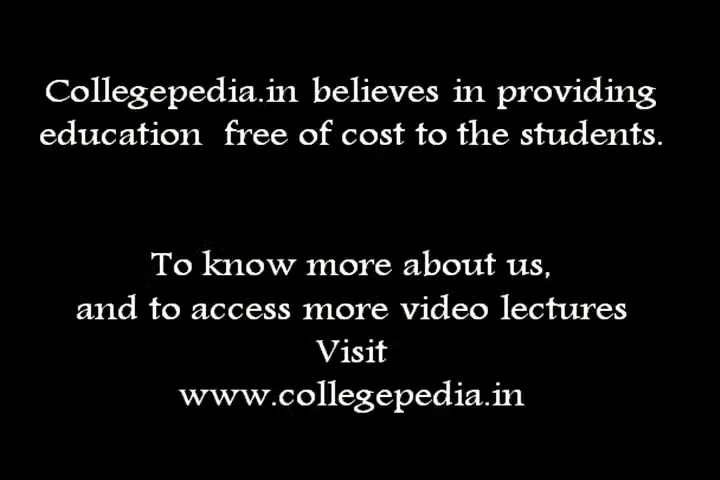 Collegepedia.in believes in providing
education free of cost to the students.
To know more about us,
and to access more video lectures
Visit
www.collegepedia.in